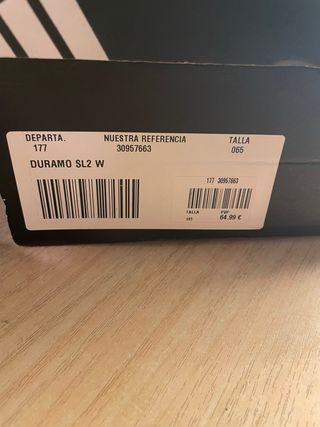 DEPARTA. NUESTRA REFERENCIA TALLA
177 30957663 065
DURAMO SL2 W
177 30957663
TALLA PVP
065 64.99 €